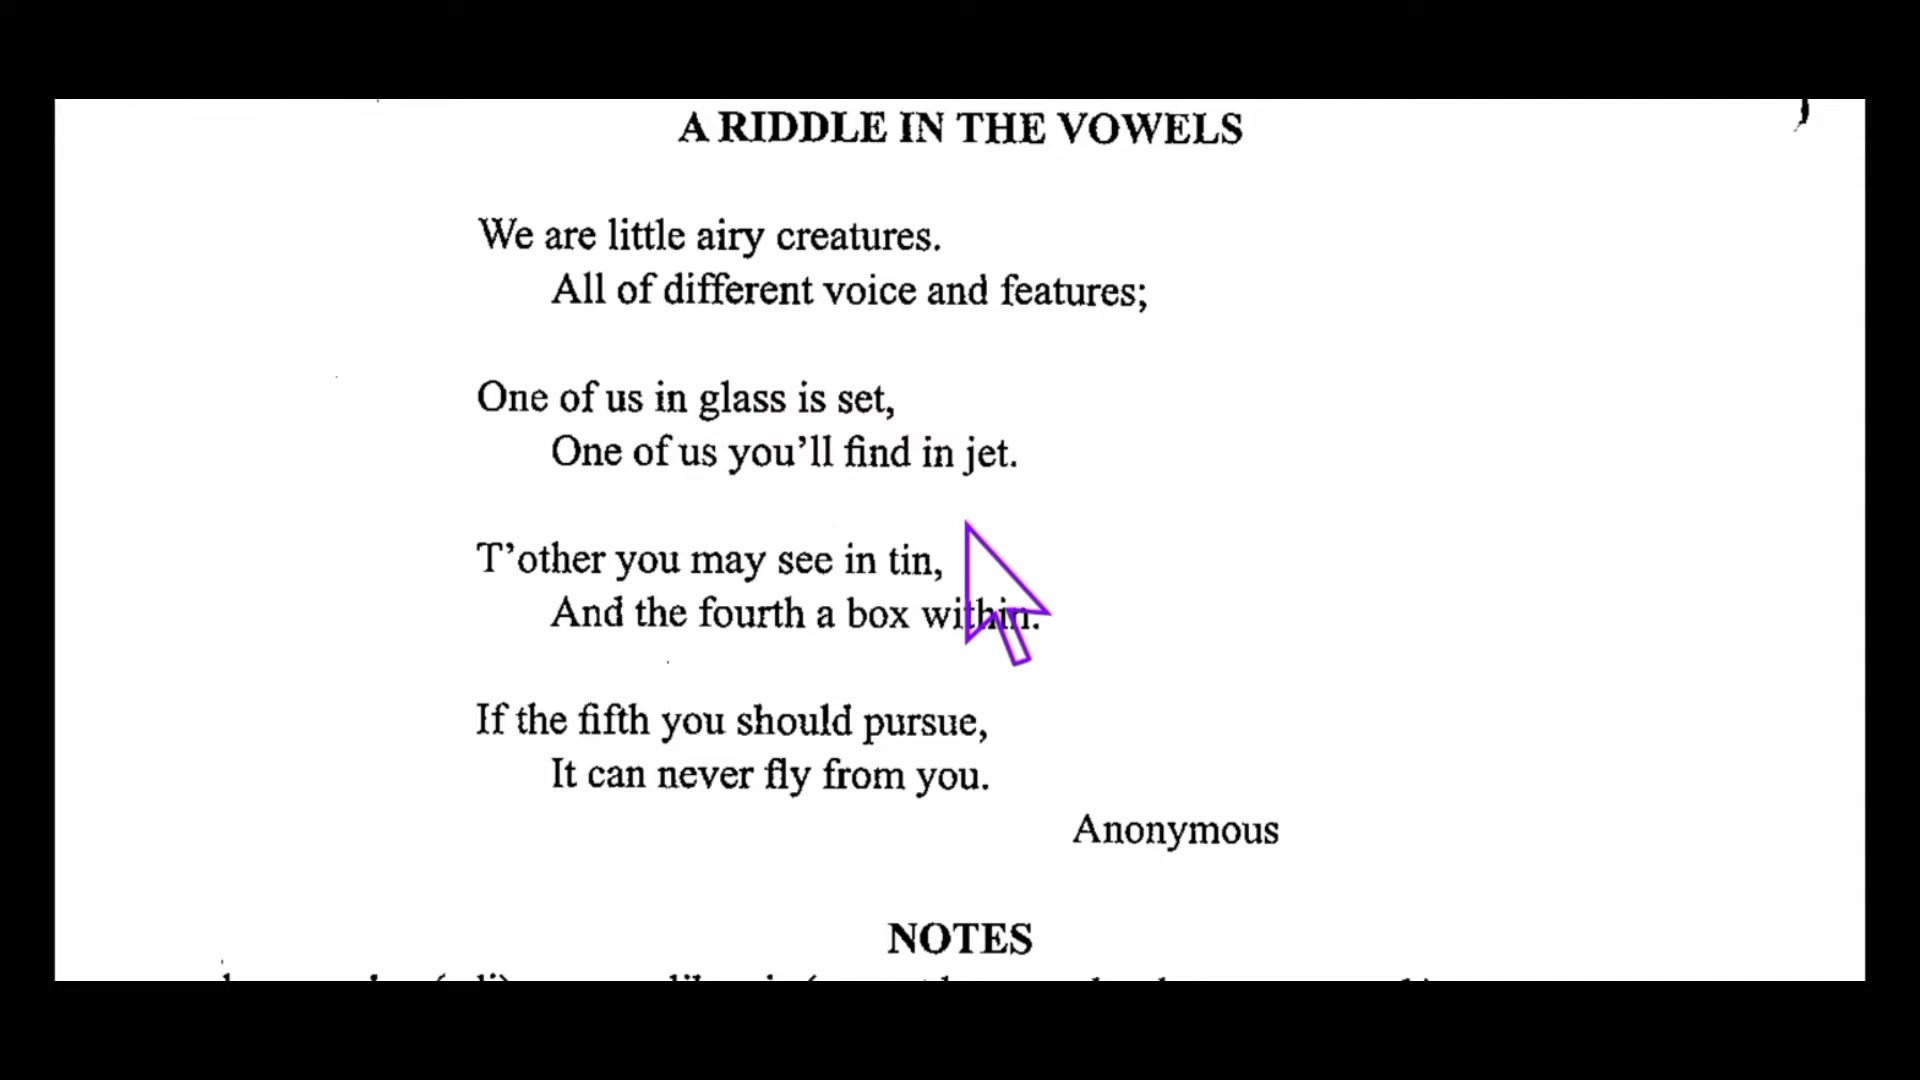 A RIDDLE IN THE VOWELS
We are little airy creatures.
All of different voice and features;
One of us in glass is set,
One of us you’ll find in jet.
T’other you may see in tin,
And the fourth a box within.
If the fifth you should pursue,
It can never fly from you.
Anonymous
NOTES